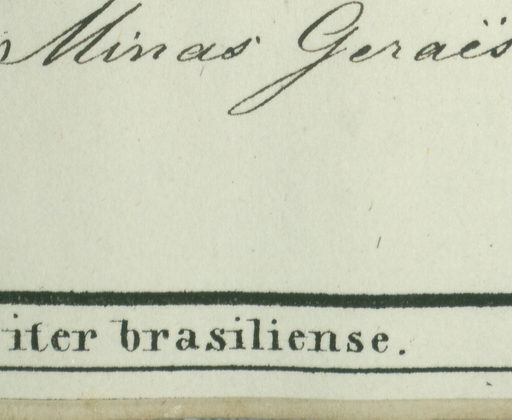 Minas Geraës
iter brasiliense.